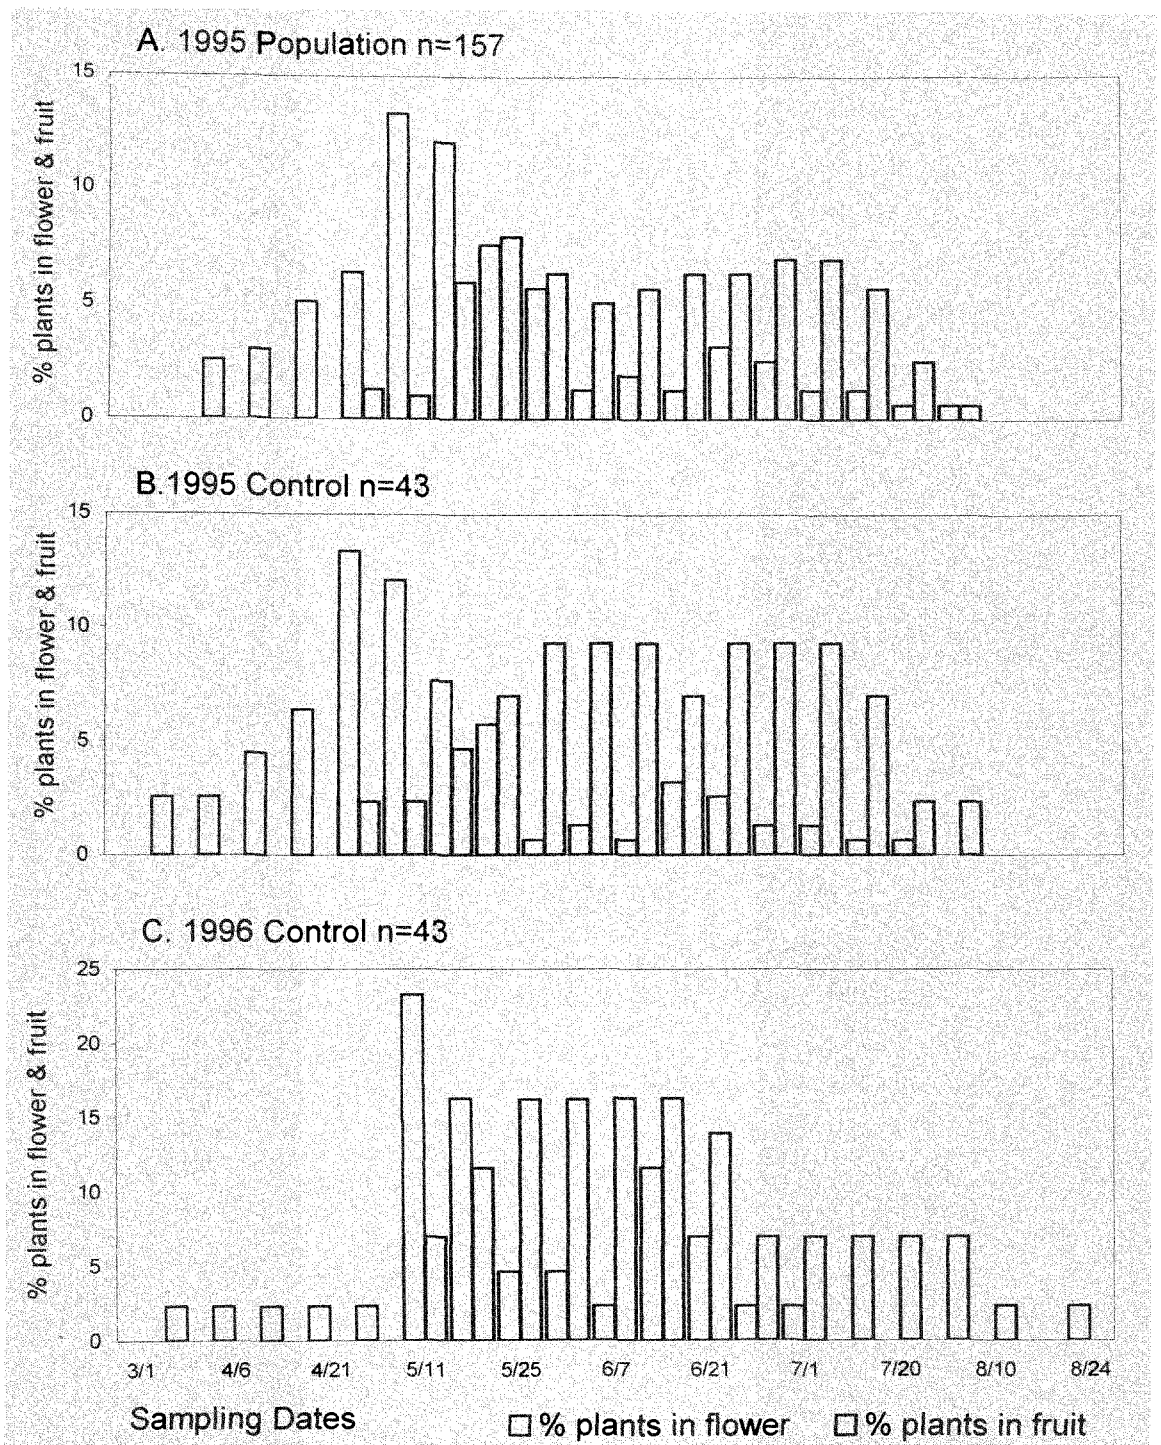 A. 1995 Population n=157
15
10
5
0
% plants in flower & fruit
B.1995 Control n=43
15
10
5
0
% plants in flower & fruit
C. 1996 Control n=43
25
20
15
10
5
0
% plants in flower & fruit
3/1 4/6 4/21 5/11 5/25 6/7 6/21 7/1 7/20 8/10 8/24
Sampling Dates % plants in flower % plants in fruit